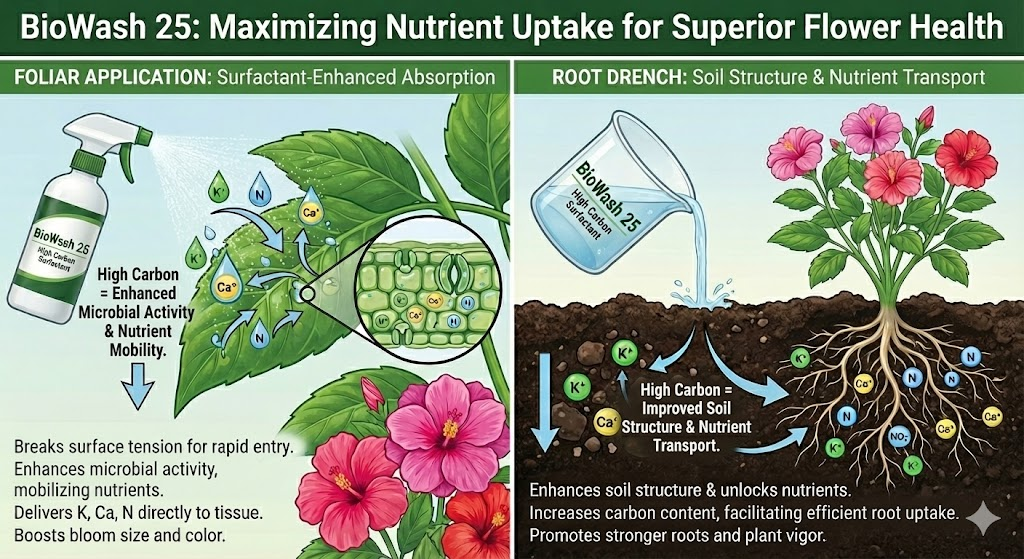 BioWash 25: Maximizing Nutrient Uptake for Superior Flower Health
FOLIAR APPLICATION: Surfactant-Enhanced Absorption
BioWash 25
High Carbon
Surfactant
K⁺
N
Ca⁺
K⁺
Ca⁺
N
High Carbon
= Enhanced
Microbial Activity
& Nutrient
Mobility.
Breaks surface tension for rapid entry.
Enhances microbial activity,
mobilizing nutrients.
Delivers K, Ca, N directly to tissue.
Boosts bloom size and color.
ROOT DRENCH: Soil Structure & Nutrient Transport
BioWash 25
High Carbon
Surfactant
K⁺
K⁺
Ca⁺
High Carbon =
Improved Soil
Structure & Nutrient
Transport.
K⁺
Ca⁺
N
N
N
N
NO₂
Ca⁺
Ca⁺
K⁺
K⁺
Enhances soil structure & unlocks nutrients.
Increases carbon content, facilitating efficient root uptake.
Promotes stronger roots and plant vigor.